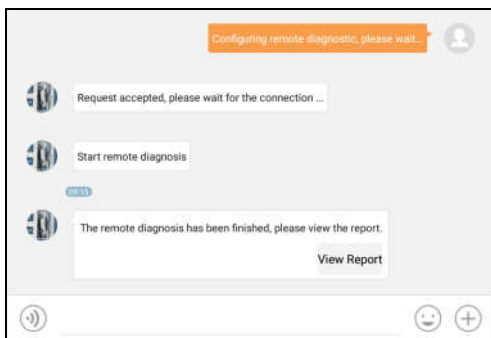 Configuring remote diagnostic, please wait...
Request accepted, please wait for the connection ...
Start remote diagnosis
The remote diagnosis has been finished, please view the report.
View Report